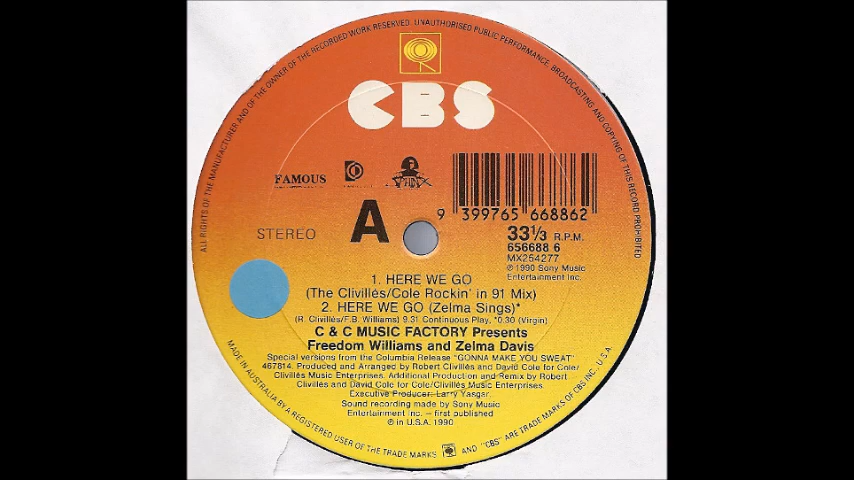 ALL RIGHTS OF THE MANUFACTURER AND OF THE OWNER OF THE RECORDED WORK RESERVED. UNAUTHORISED PUBLIC PERFORMANCE, BROADCASTING AND COPYING OF THIS RECORD PROHIBITED
CBS
FAMOUS
SPHINX
STEREO
A
9 399765 668862
33⅓ R.P.M.
656688 6
MX254277
℗ 1990 Sony Music
Entertainment Inc.
1. HERE WE GO
(The Clivillés/Cole Rockin' in 91 Mix)
2. HERE WE GO (Zelma Sings)*
(R. Clivillés/F.B. Williams) 9.31 Continuous Play, *0.30 (Virgin)
C & C MUSIC FACTORY Presents
Freedom Williams and Zelma Davis
Special versions from the Columbia Release "GONNA MAKE YOU SWEAT"
467814. Produced and Arranged by Robert Clivillés and David Cole for Cole/
Clivillés Music Enterprises. Additional Production and Remix by Robert
Clivillés and David Cole for Cole/Clivillés Music Enterprises.
Executive Producer: Larry Yasgar.
Sound recording made by Sony Music
Entertainment Inc. – first published
℗ in U.S.A. 1990
MADE IN AUSTRALIA BY A REGISTERED USER OF THE TRADE MARKS AND "CBS" ARE TRADE MARKS OF CBS INC., U.S.A.